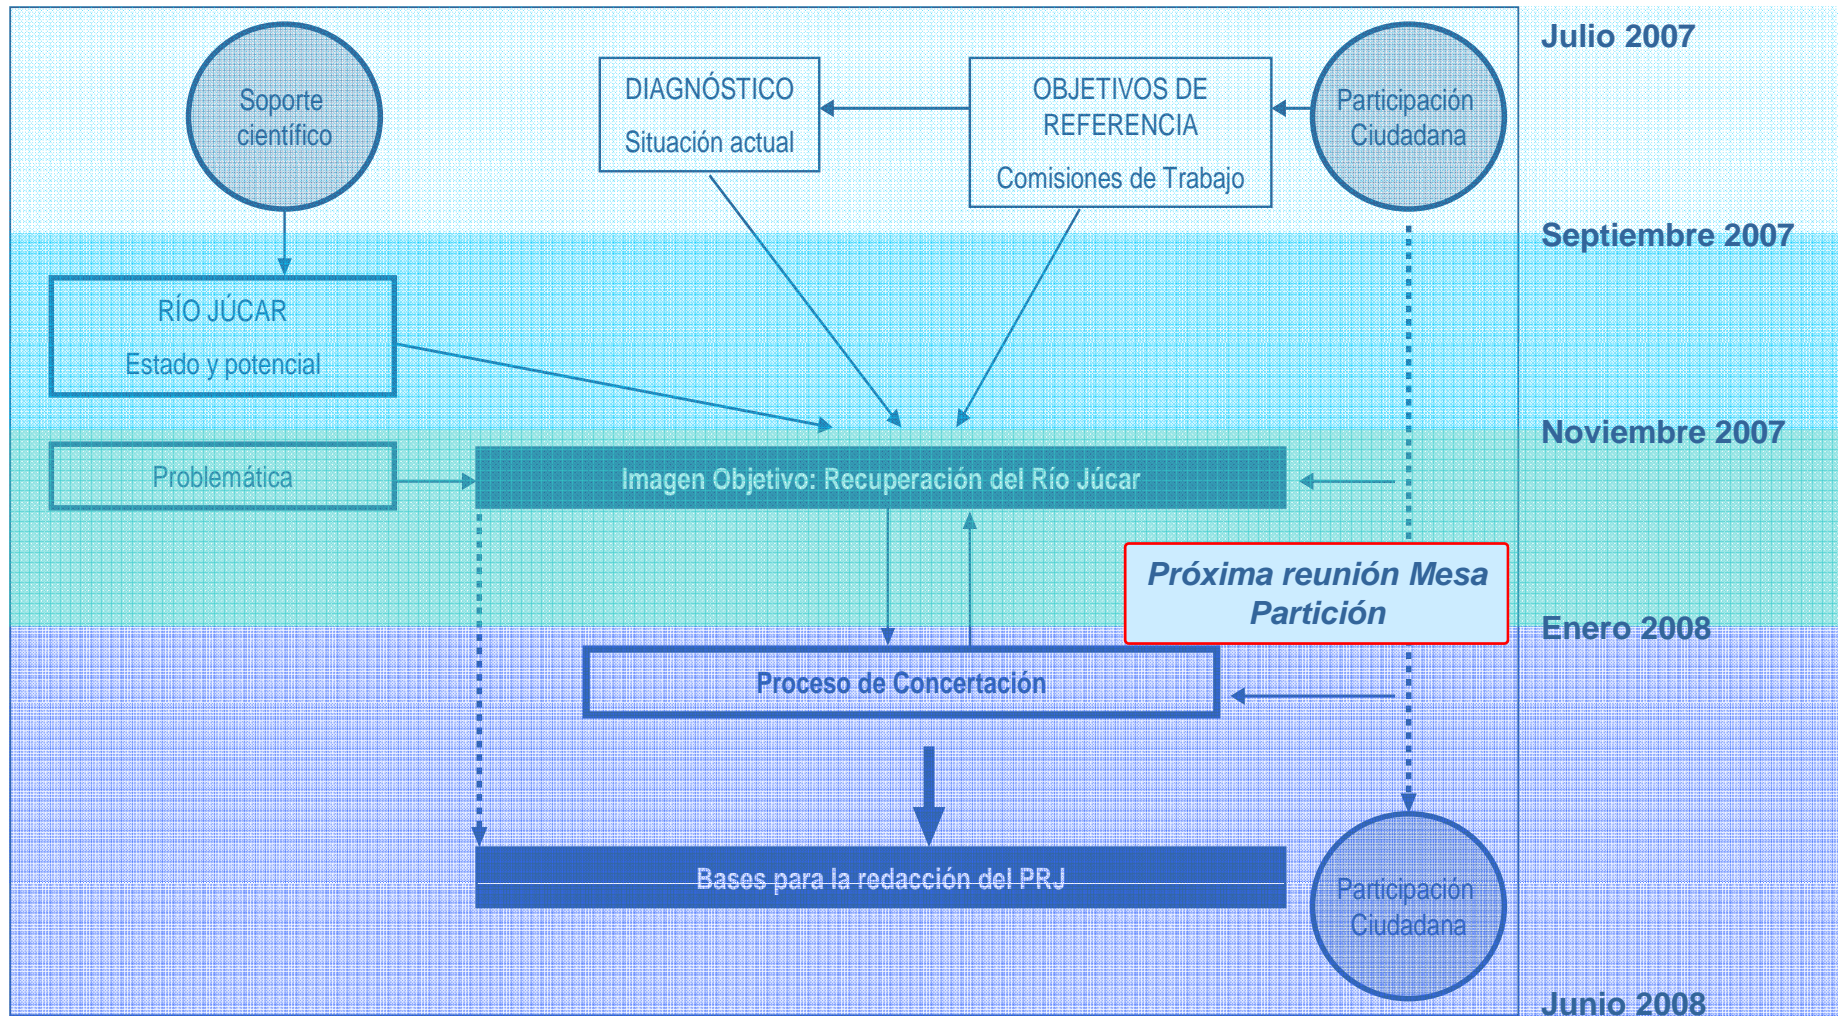 Julio 2007
Soporte
científico
DIAGNÓSTICO
Situación actual
OBJETIVOS DE
REFERENCIA
Comisiones de Trabajo
Participación
Ciudadana
Septiembre 2007
RÍO JÚCAR
Estado y potencial
Noviembre 2007
Problemática
Imagen Objetivo: Recuperación del Río Júcar
Próxima reunión Mesa
Partición
Enero 2008
Proceso de Concertación
Bases para la redacción del PRJ
Participación
Ciudadana
Junio 2008